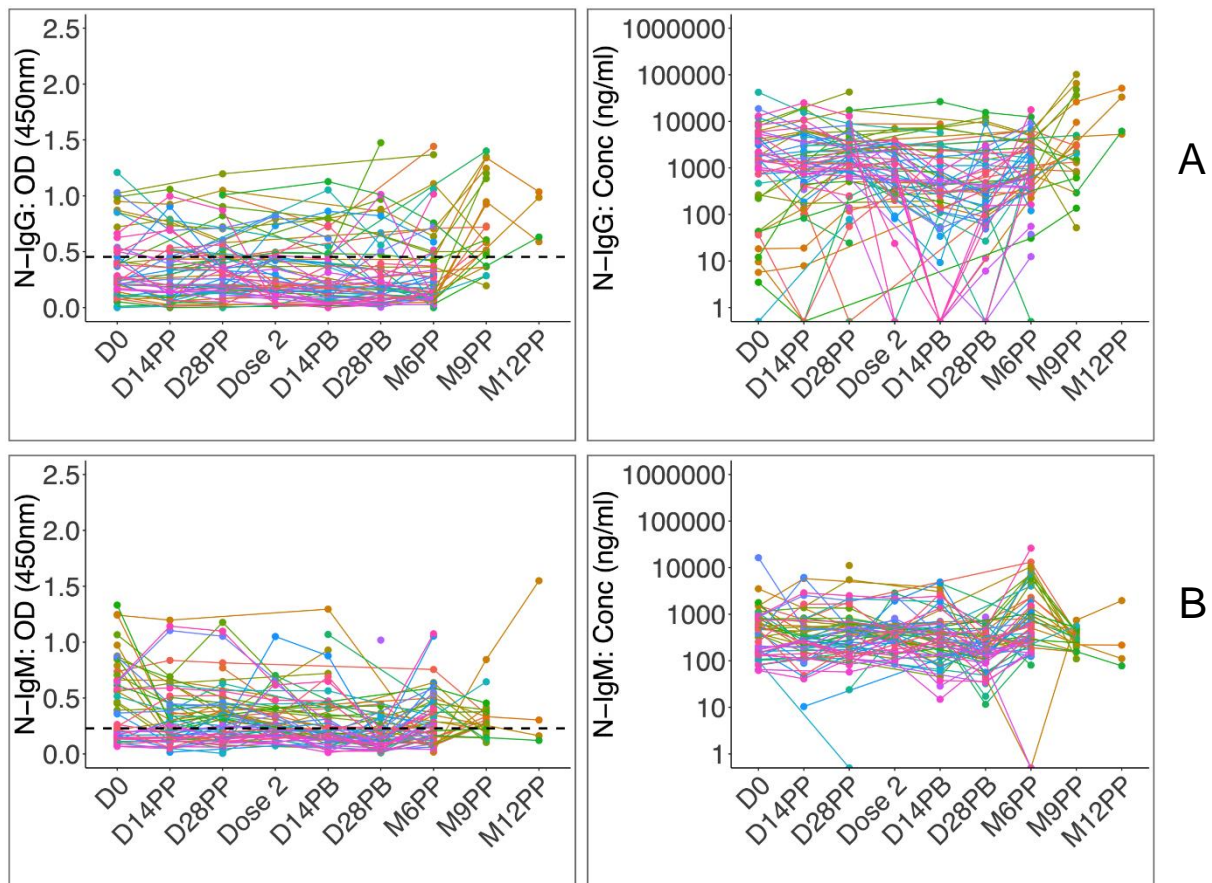 N-IgG: OD (450nm)
2.5
2.0
1.5
1.0
0.5
0.0
D0
D14PP
D28PP
Dose 2
D14PB
D28PB
M6PP
M9PP
M12PP
N-IgG: Conc (ng/ml)
1000000
100000
10000
1000
100
10
1
D0
D14PP
D28PP
Dose 2
D14PB
D28PB
M6PP
M9PP
M12PP
A
N-IgM: OD (450nm)
2.5
2.0
1.5
1.0
0.5
0.0
D0
D14PP
D28PP
Dose 2
D14PB
D28PB
M6PP
M9PP
M12PP
N-IgM: Conc (ng/ml)
1000000
100000
10000
1000
100
10
1
D0
D14PP
D28PP
Dose 2
D14PB
D28PB
M6PP
M9PP
M12PP
B